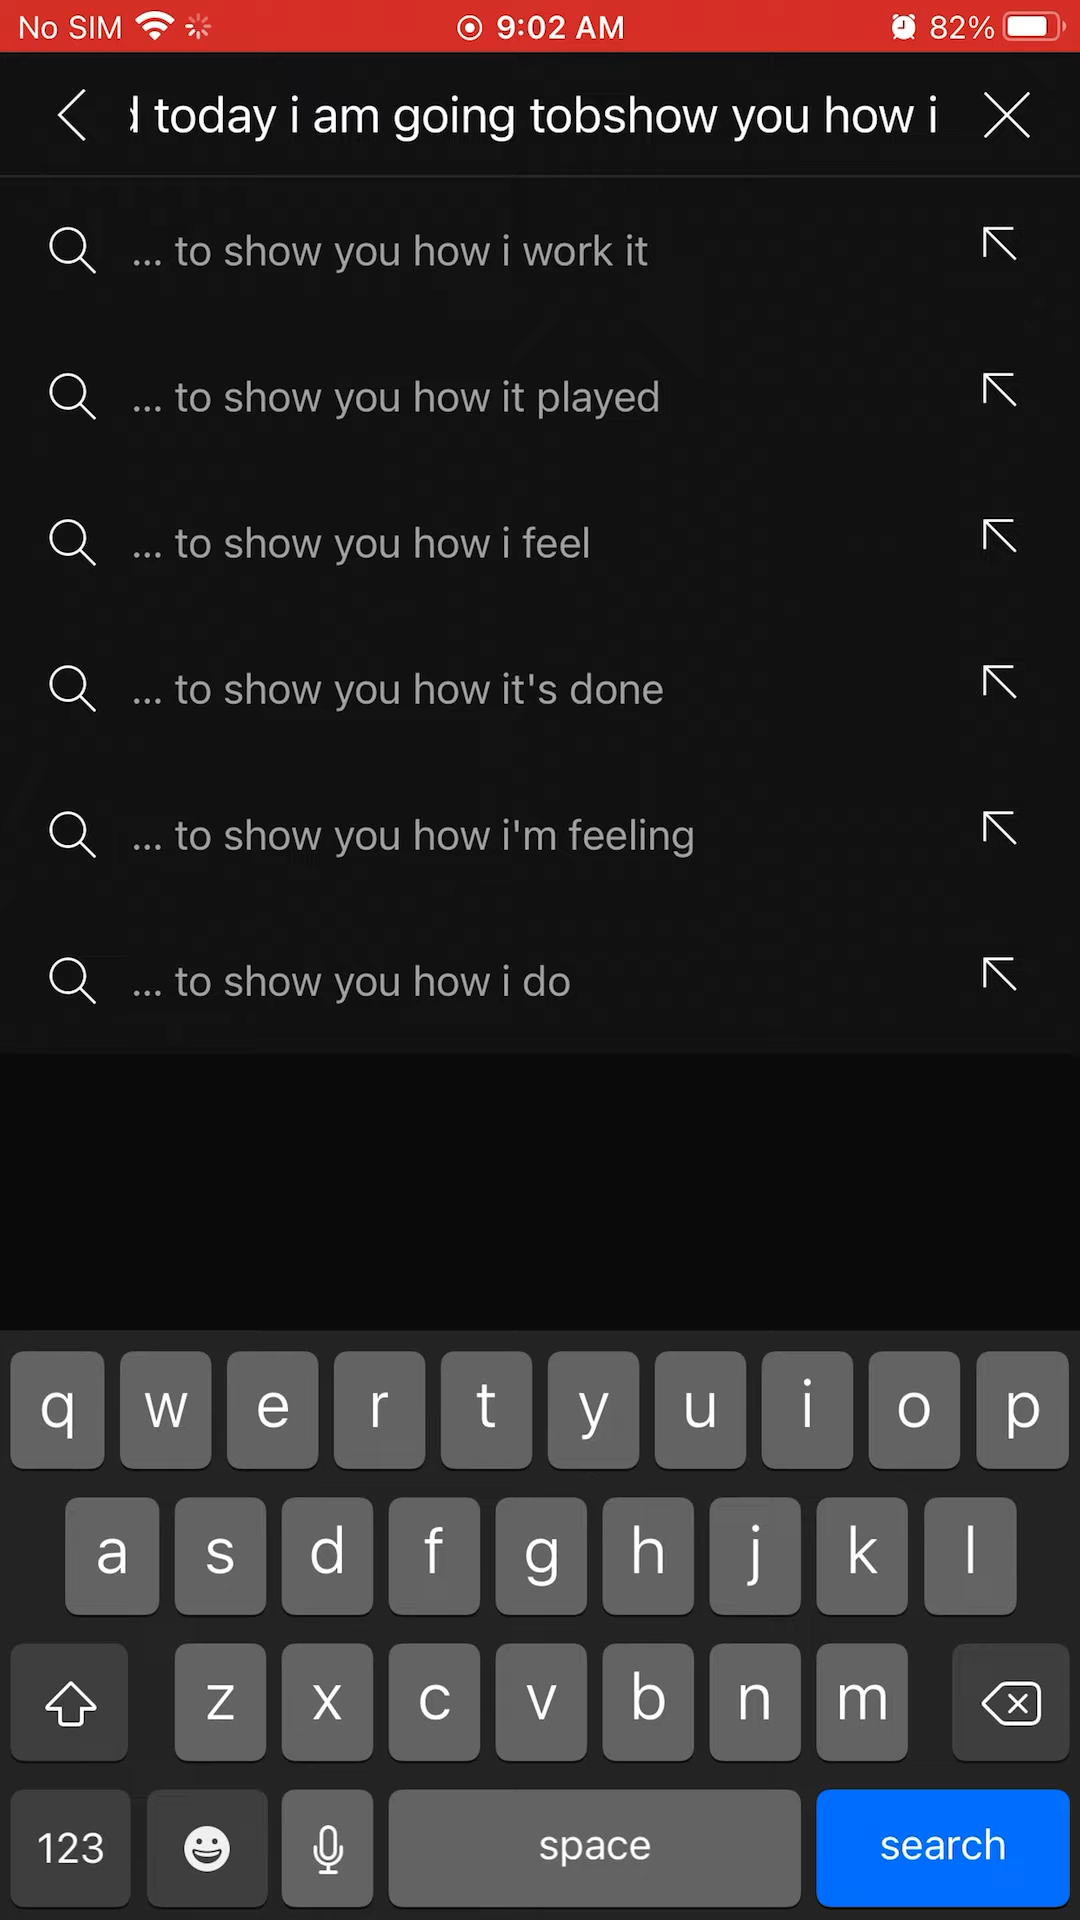 No SIM 9:02 AM 82%
today i am going tobshow you how i
... to show you how i work it
... to show you how it played
... to show you how i feel
... to show you how it's done
... to show you how i'm feeling
... to show you how i do
q w e r t y u i o p
a s d f g h j k l
z x c v b n m
123 space search